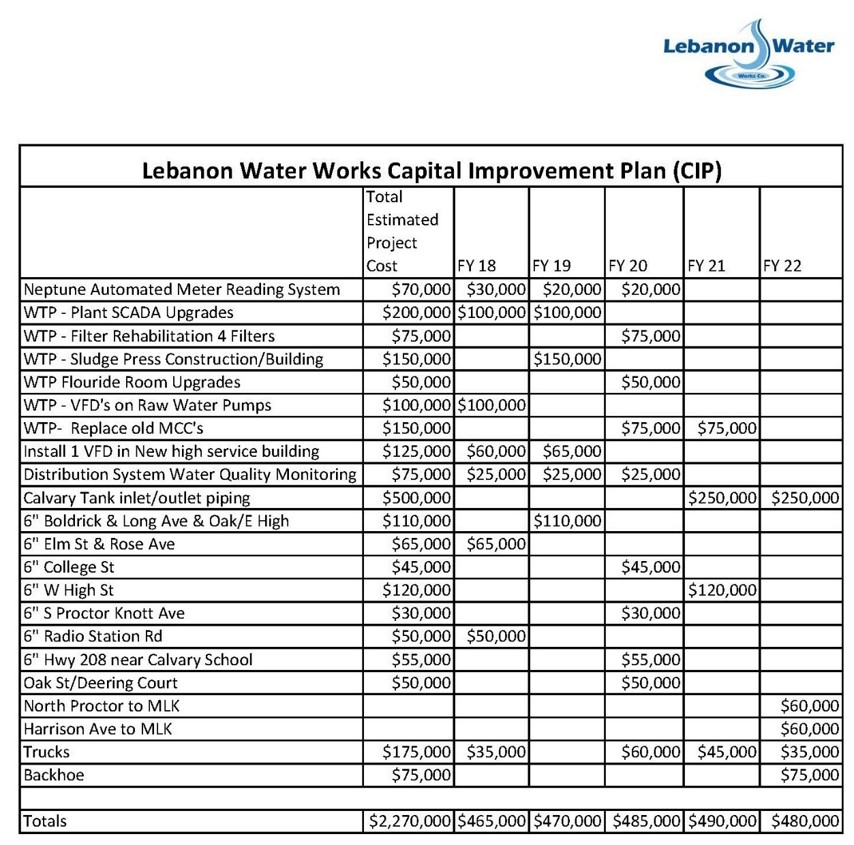 Lebanon Water
Works Co.
Lebanon Water Works Capital Improvement Plan (CIP)
Total
Estimated
Project
Cost FY 18 FY 19 FY 20 FY 21 FY 22
Neptune Automated Meter Reading System $70,000 $30,000 $20,000 $20,000
WTP - Plant SCADA Upgrades $200,000 $100,000 $100,000
WTP - Filter Rehabilitation 4 Filters $75,000 $75,000
WTP - Sludge Press Construction/Building $150,000 $150,000
WTP Flouride Room Upgrades $50,000 $50,000
WTP - VFD's on Raw Water Pumps $100,000 $100,000
WTP- Replace old MCC's $150,000 $75,000 $75,000
Install 1 VFD in New high service building $125,000 $60,000 $65,000
Distribution System Water Quality Monitoring $75,000 $25,000 $25,000 $25,000
Calvary Tank inlet/outlet piping $500,000 $250,000 $250,000
6" Boldrick & Long Ave & Oak/E High $110,000 $110,000
6" Elm St & Rose Ave $65,000 $65,000
6" College St $45,000 $45,000
6" W High St $120,000 $120,000
6" S Proctor Knott Ave $30,000 $30,000
6" Radio Station Rd $50,000 $50,000
6" Hwy 208 near Calvary School $55,000 $55,000
Oak St/Deering Court $50,000 $50,000
North Proctor to MLK $60,000
Harrison Ave to MLK $60,000
Trucks $175,000 $35,000 $60,000 $45,000 $35,000
Backhoe $75,000 $75,000
Totals $2,270,000 $465,000 $470,000 $485,000 $490,000 $480,000